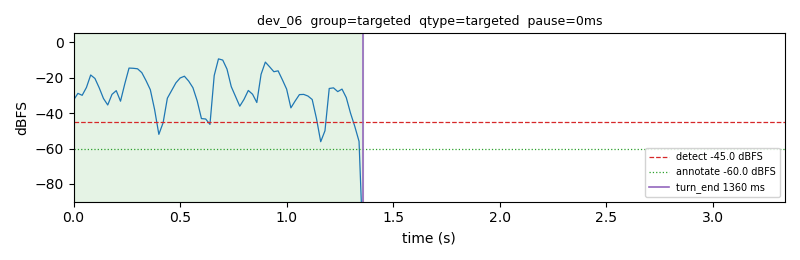 dev_06  group=targeted  qtype=targeted  pause=0ms
dBFS
0
−20
−40
−60
−80
detect -45.0 dBFS
annotate -60.0 dBFS
turn_end 1360 ms
0.0 0.5 1.0 1.5 2.0 2.5 3.0
time (s)